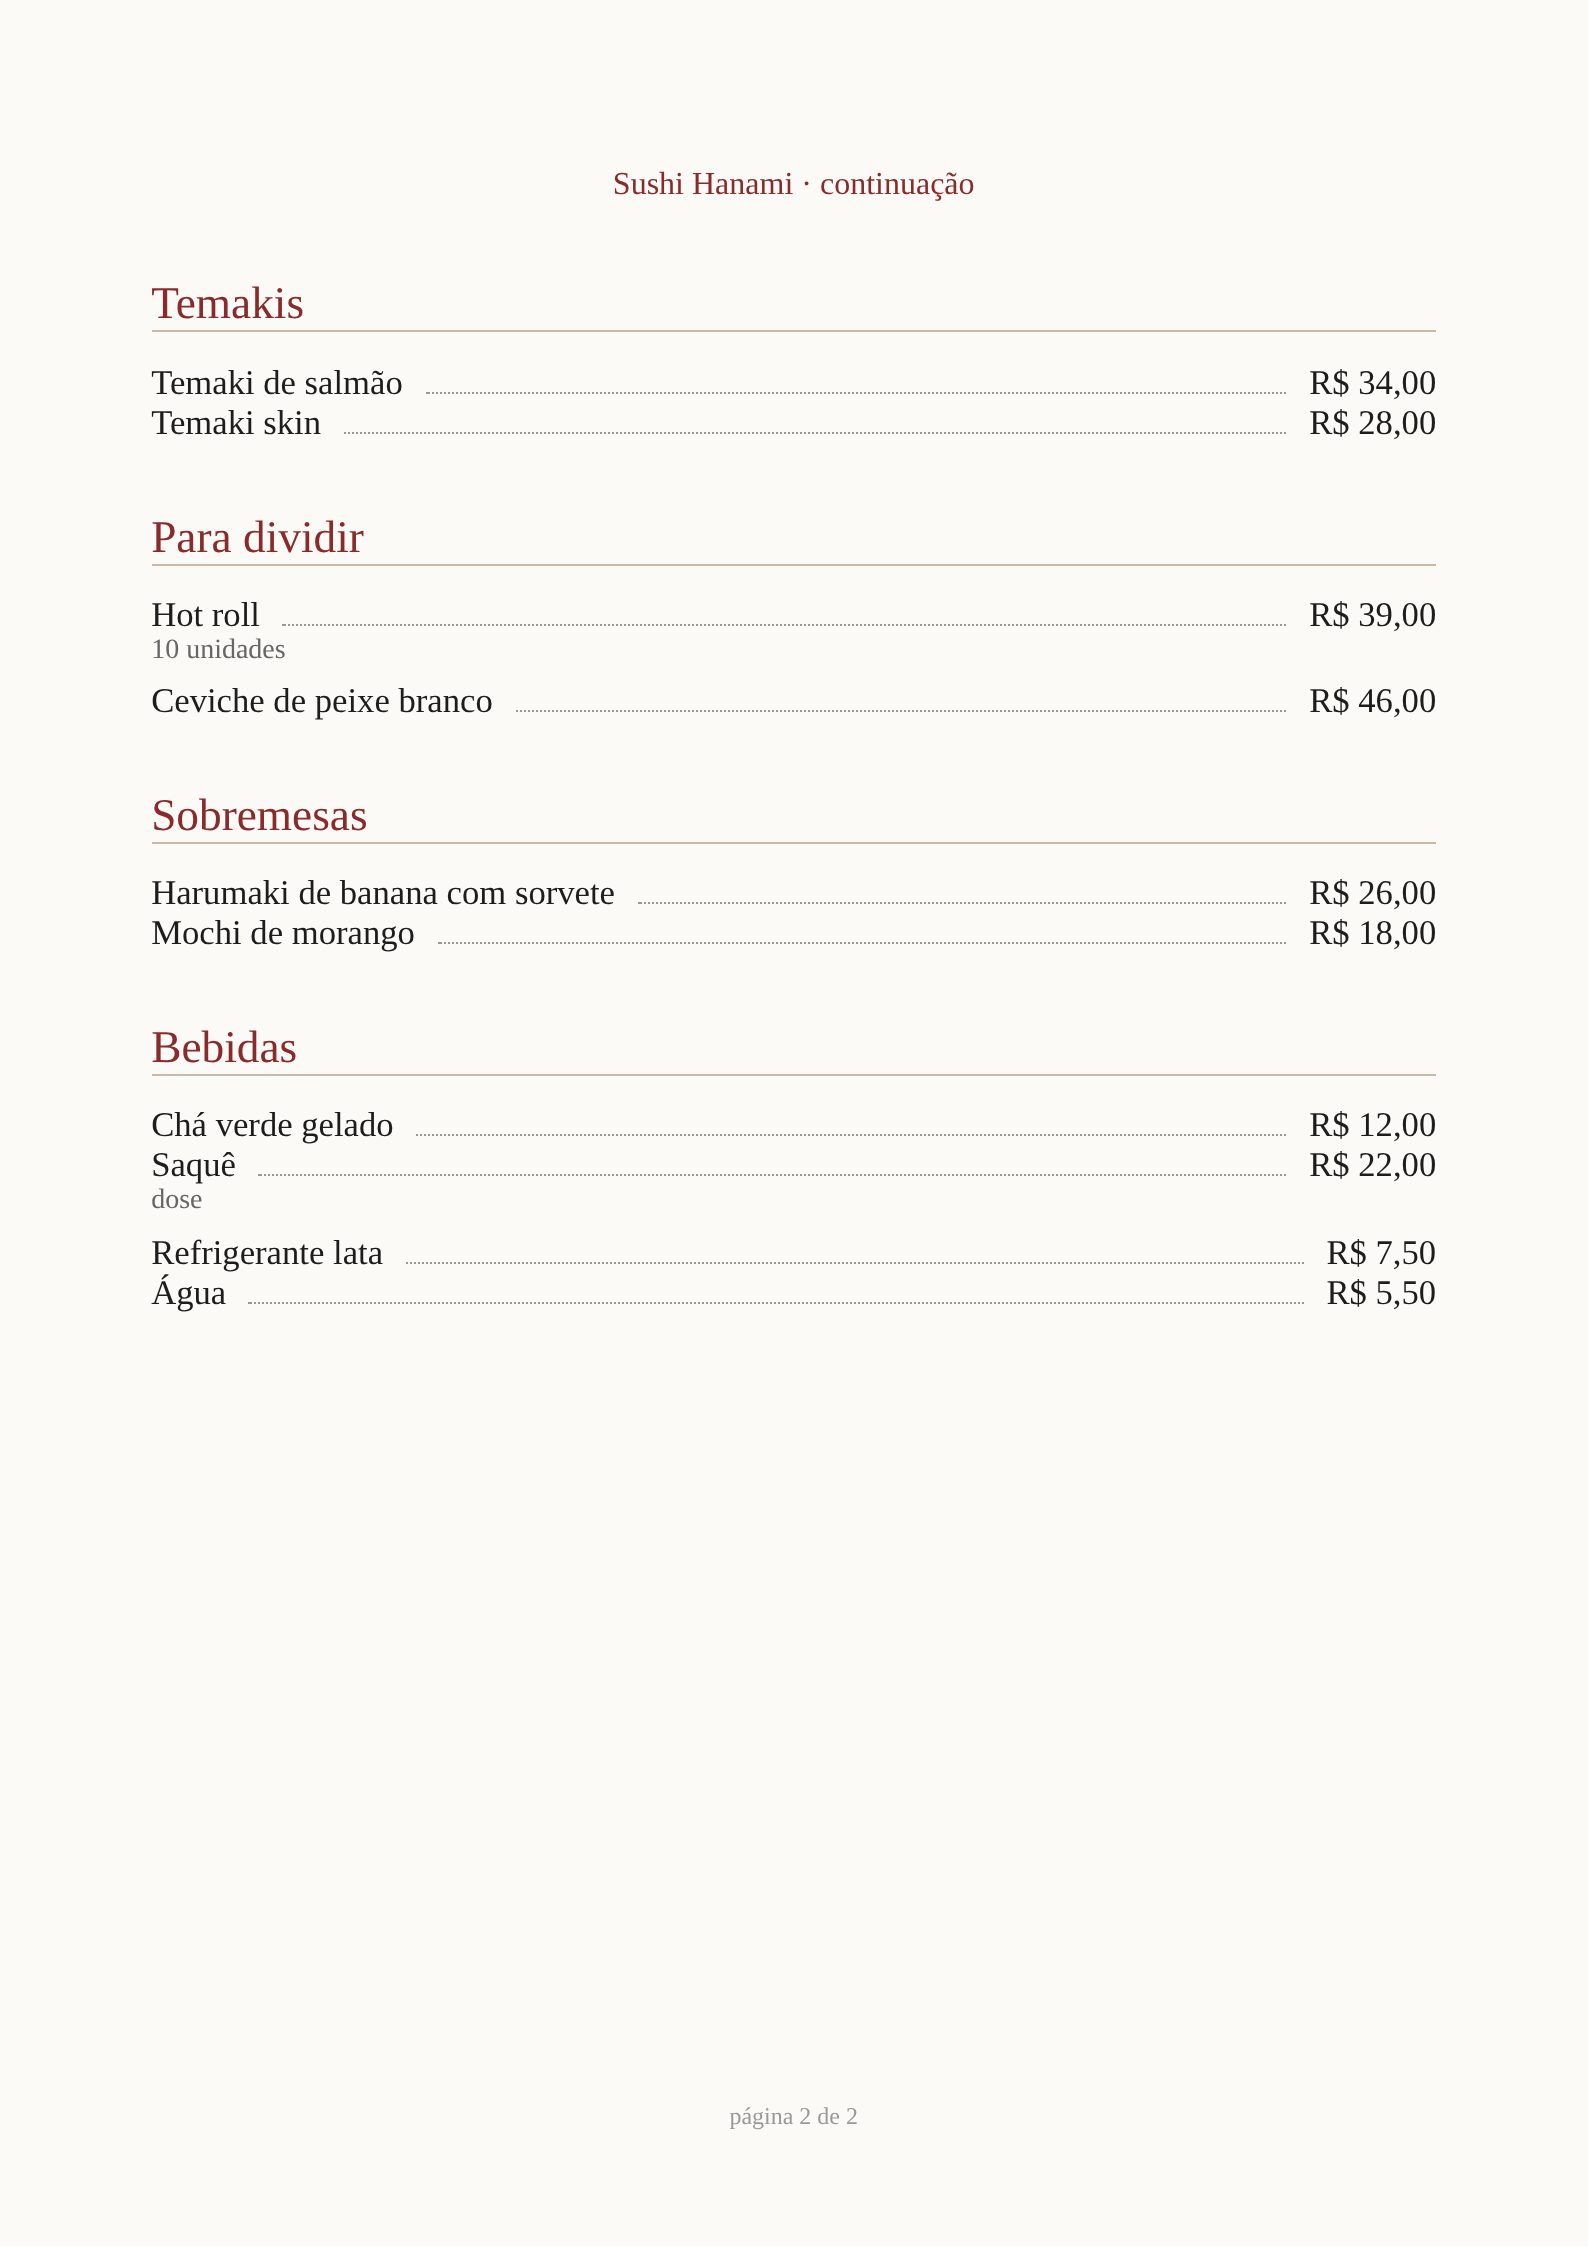 Sushi Hanami · continuação
Temakis
Temaki de salmão R$ 34,00
Temaki skin R$ 28,00
Para dividir
Hot roll R$ 39,00
10 unidades
Ceviche de peixe branco R$ 46,00
Sobremesas
Harumaki de banana com sorvete R$ 26,00
Mochi de morango R$ 18,00
Bebidas
Chá verde gelado R$ 12,00
Saquê R$ 22,00
dose
Refrigerante lata R$ 7,50
Água R$ 5,50
página 2 de 2